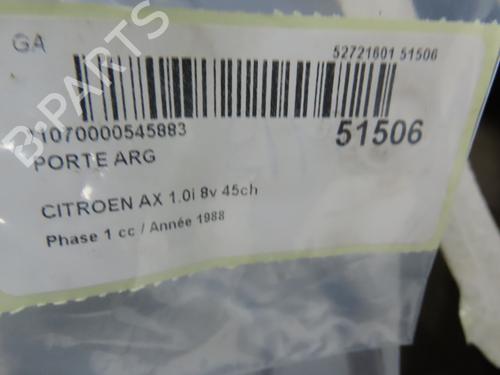 GA
52721601 51506
1070000545883
51506
PORTE ARG
CITROEN AX 1.0i 8v 45ch
Phase 1 cc / Année 1988
B-PARTS